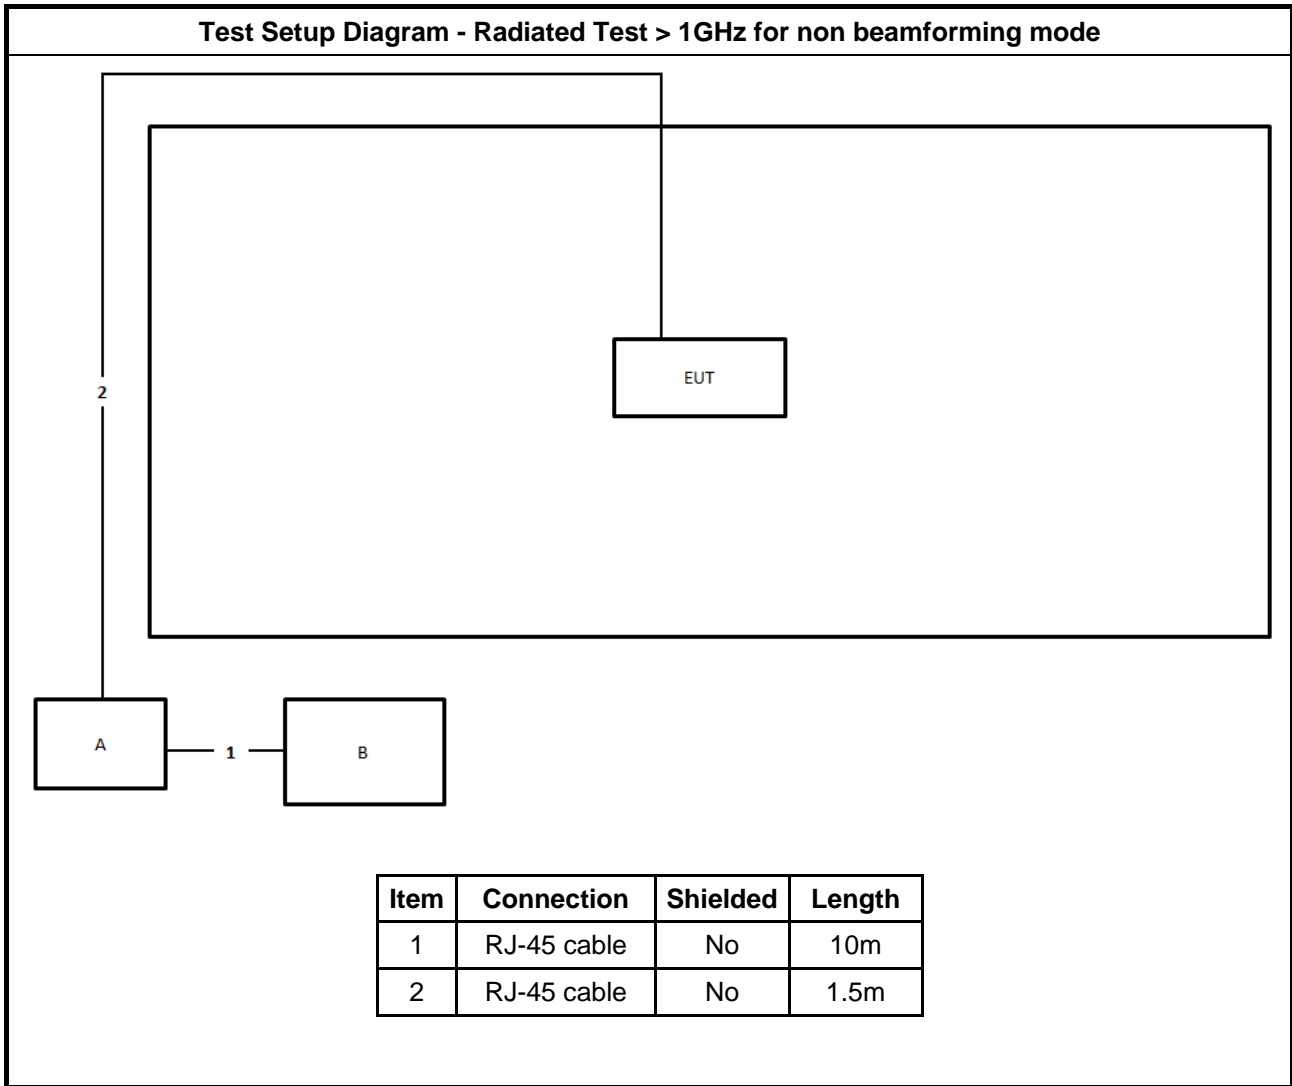 Test Setup Diagram - Radiated Test > 1GHz for non beamforming mode
EUT
2
A
1
B
Item Connection Shielded Length
1 RJ-45 cable No 10m
2 RJ-45 cable No 1.5m